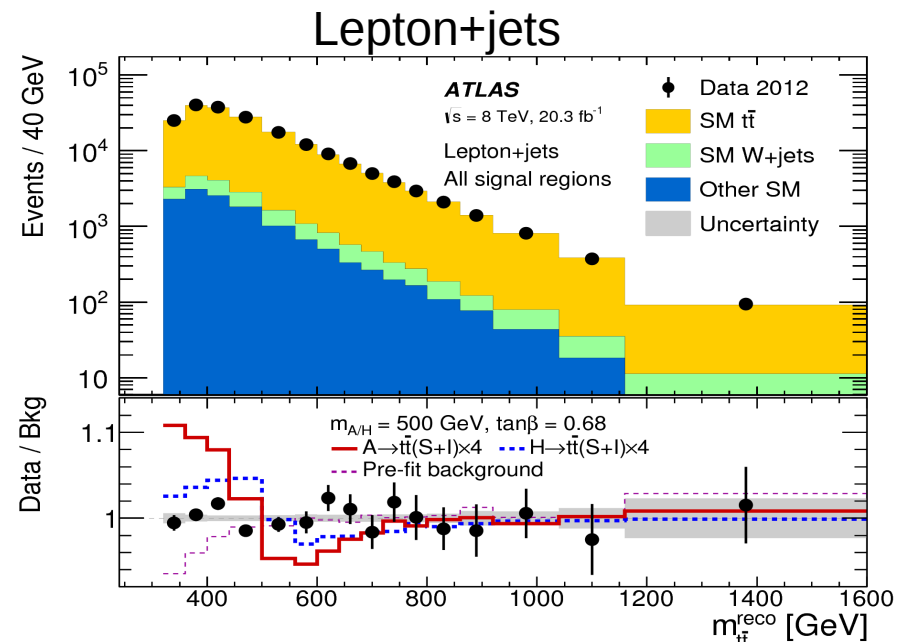 Lepton+jets
Events / 40 GeV
10⁵
10⁴
10³
10²
10
ATLAS
√s = 8 TeV, 20.3 fb⁻¹
Lepton+jets
All signal regions
Data 2012
SM tt̄
SM W+jets
Other SM
Uncertainty
Data / Bkg
1.1
1
m_A/H = 500 GeV, tanβ = 0.68
A→tt̄(S+I)×4 H→tt̄(S+I)×4
Pre-fit background
400 600 800 1000 1200 1400 1600
m_tt̄^reco [GeV]